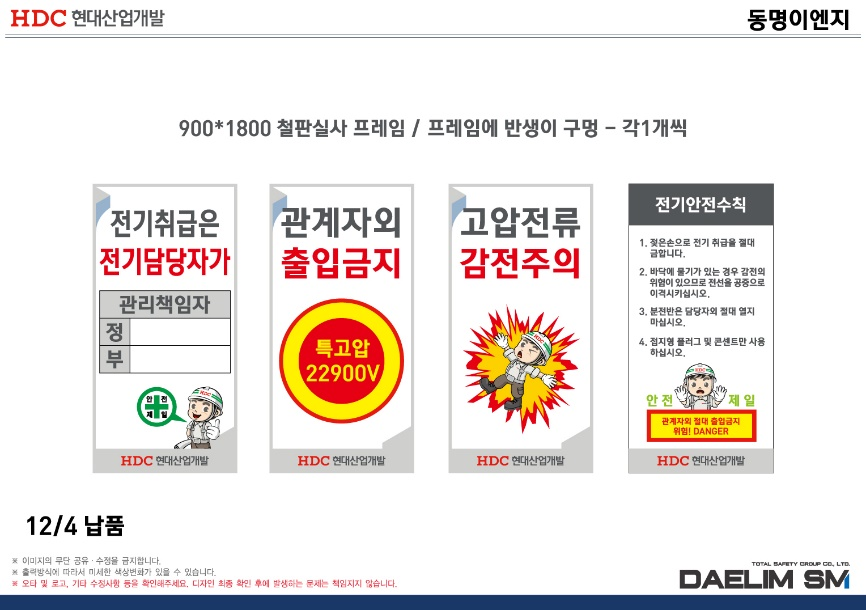 HDC 현대산업개발
동명이엔지
900*1800 철판실사 프레임 / 프레임에 반생이 구멍 - 각1개씩
전기취급은
전기담당자가
관리책임자
정
부
안 전
제 일
HDC 현대산업개발
관계자외
출입금지
특고압
22900V
HDC 현대산업개발
고압전류
감전주의
HDC 현대산업개발
전기안전수칙
1. 젖은손으로 전기 취급을 절대
금합니다.
2. 바닥에 물기가 있는 경우 감전의
위험이 있으므로 전선을 공중으로
이격시키십시오.
3. 분전반은 담당자외 절대 열지
마십시오.
4. 접지형 플러그 및 콘센트만 사용
하십시오.
HDC
안 전 제 일
관계자외 절대 출입금지
위험! DANGER
HDC 현대산업개발
12/4 납품
※ 이미지의 무단 공유 · 수정을 금지합니다.
※ 출력방식에 따라서 미세한 색상변화가 있을 수 있습니다.
※ 오타 및 로고, 기타 수정사항 등을 확인해주세요. 디자인 최종 확인 후에 발생하는 문제는 책임지지 않습니다.
TOTAL SAFETY GROUP CO., LTD.
DAELIM SM